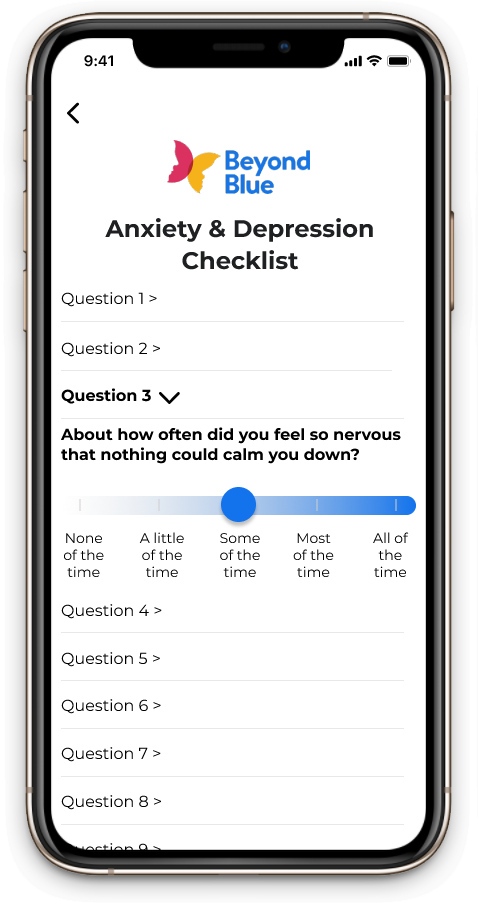 9:41
Beyond
Blue
Anxiety & Depression
Checklist
Question 1 >
Question 2 >
Question 3
About how often did you feel so nervous
that nothing could calm you down?
None
of the
time
A little
of the
time
Some
of the
time
Most
of the
time
All of
the
time
Question 4 >
Question 5 >
Question 6 >
Question 7 >
Question 8 >
Question 9 >